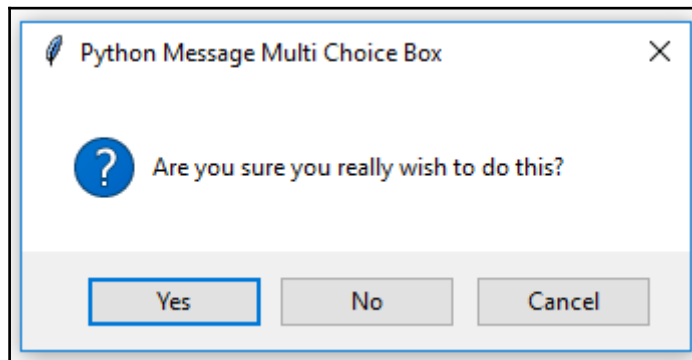 Python Message Multi Choice Box
Are you sure you really wish to do this?
Yes No Cancel